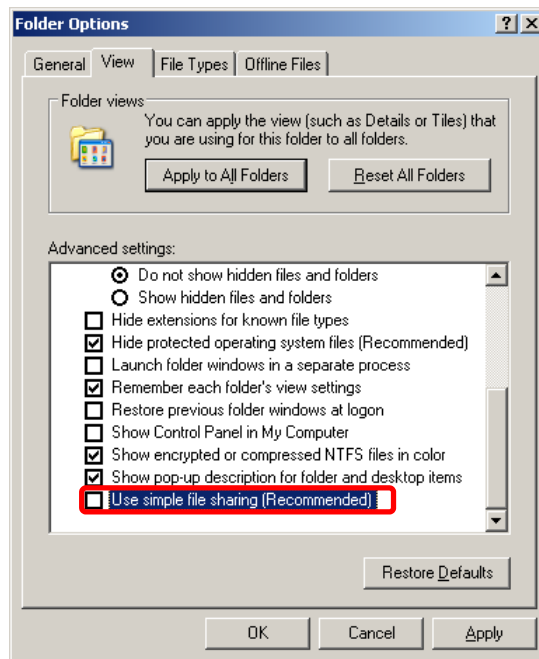 Folder Options
General View File Types Offline Files
Folder views
You can apply the view (such as Details or Tiles) that
you are using for this folder to all folders.
Apply to All Folders Reset All Folders
Advanced settings:
Do not show hidden files and folders
Show hidden files and folders
Hide extensions for known file types
Hide protected operating system files (Recommended)
Launch folder windows in a separate process
Remember each folder's view settings
Restore previous folder windows at logon
Show Control Panel in My Computer
Show encrypted or compressed NTFS files in color
Show pop-up description for folder and desktop items
Use simple file sharing (Recommended)
Restore Defaults
OK Cancel Apply